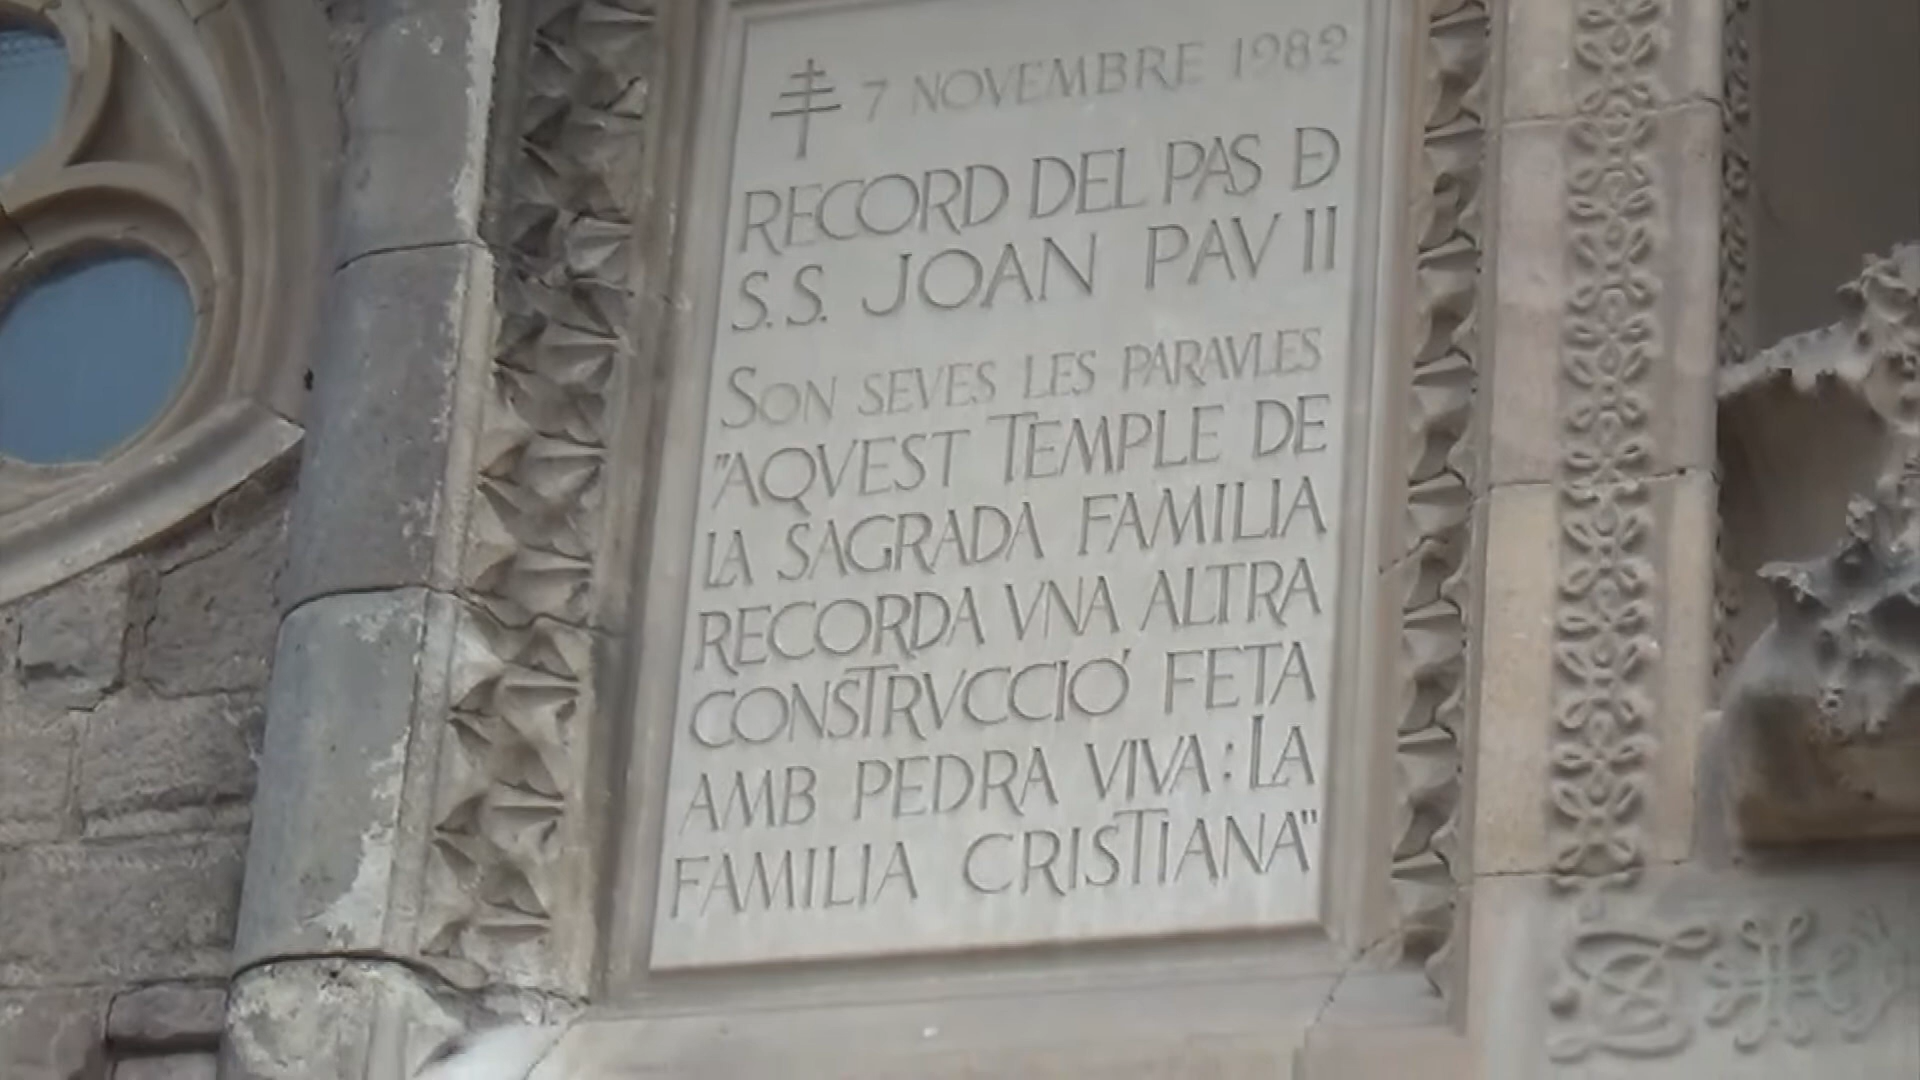 7 NOVEMBRE 1982
RECORD DEL PAS DE
S.S. JOAN PAV II
SON SEVES LES PARAVLES
"AQVEST TEMPLE DE
LA SAGRADA FAMILIA
RECORDA VNA ALTRA
CONSTRVCCIÓ FETA
AMB PEDRA VIVA: LA
FAMILIA CRISTIANA"